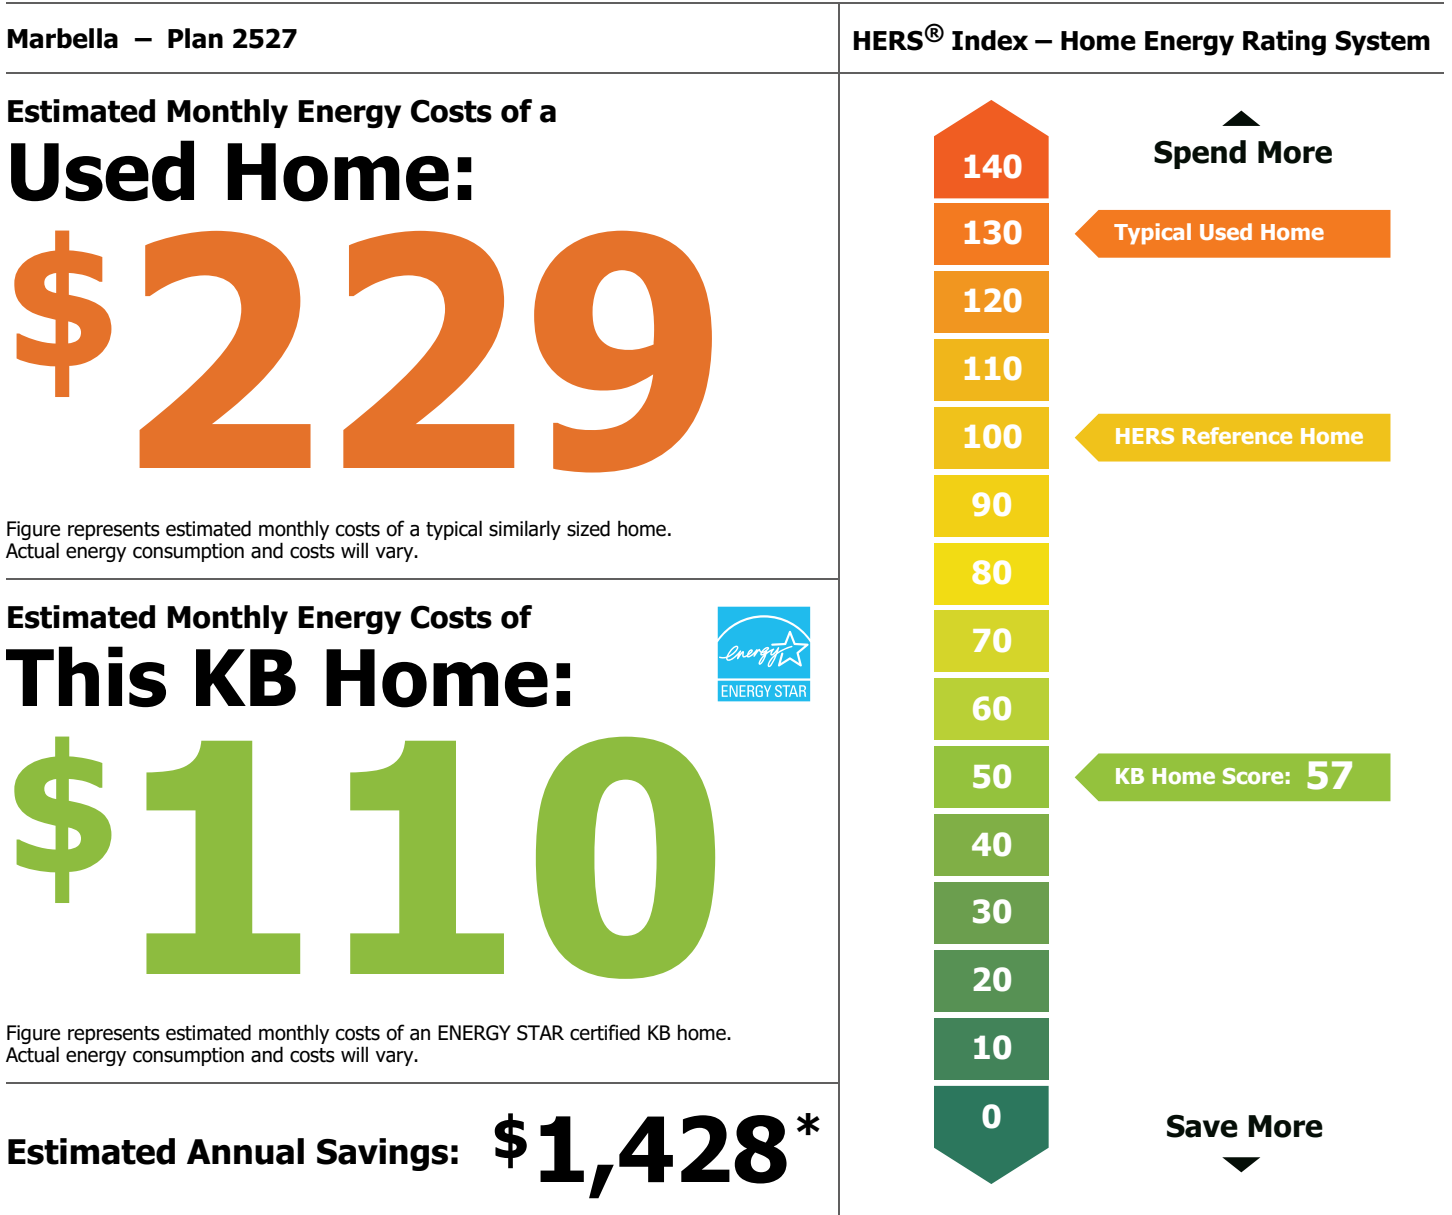 Marbella – Plan 2527
Estimated Monthly Energy Costs of a
Used Home:
$229
Figure represents estimated monthly costs of a typical similarly sized home.
Actual energy consumption and costs will vary.
Estimated Monthly Energy Costs of
This KB Home:
energy
ENERGY STAR
$110
Figure represents estimated monthly costs of an ENERGY STAR certified KB home.
Actual energy consumption and costs will vary.
Estimated Annual Savings: $1,428*
HERS® Index – Home Energy Rating System
Spend More
140
130 Typical Used Home
120
110
100 HERS Reference Home
90
80
70
60
50 KB Home Score: 57
40
30
20
10
0
Save More